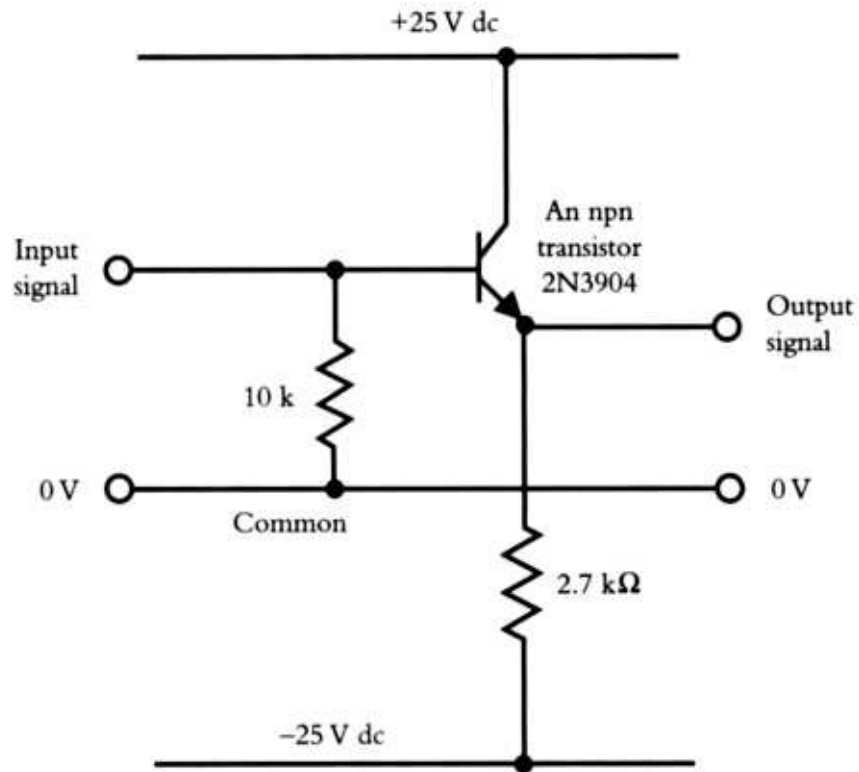 +25 V dc
An npn
transistor
2N3904
Input
signal
Output
signal
10 k
0 V
0 V
Common
2.7 kΩ
−25 V dc